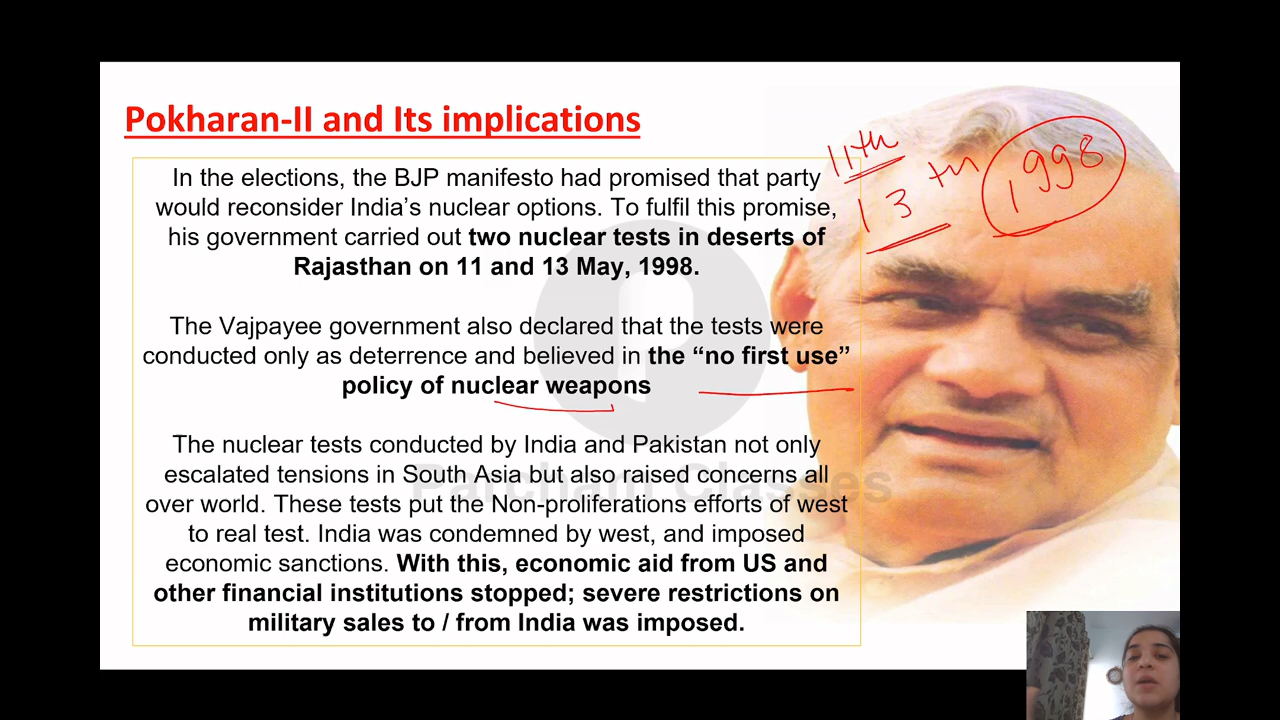 Pokharan-II and Its implications
11th
13th 1998
In the elections, the BJP manifesto had promised that party
would reconsider India’s nuclear options. To fulfil this promise,
his government carried out two nuclear tests in deserts of
Rajasthan on 11 and 13 May, 1998.
The Vajpayee government also declared that the tests were
conducted only as deterrence and believed in the “no first use”
policy of nuclear weapons
The nuclear tests conducted by India and Pakistan not only
escalated tensions in South Asia but also raised concerns all
over world. These tests put the Non-proliferations efforts of west
to real test. India was condemned by west, and imposed
economic sanctions. With this, economic aid from US and
other financial institutions stopped; severe restrictions on
military sales to / from India was imposed.
Parcham Classes